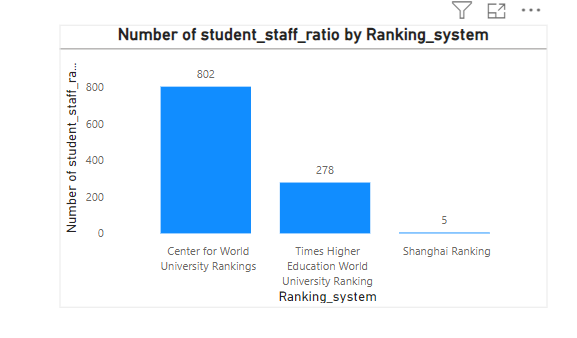 Number of student_staff_ratio by Ranking_system
Number of student_staff_ra...
800
600
400
200
0
802
278
5
Center for World
University Rankings
Times Higher
Education World
University Ranking
Shanghai Ranking
Ranking_system